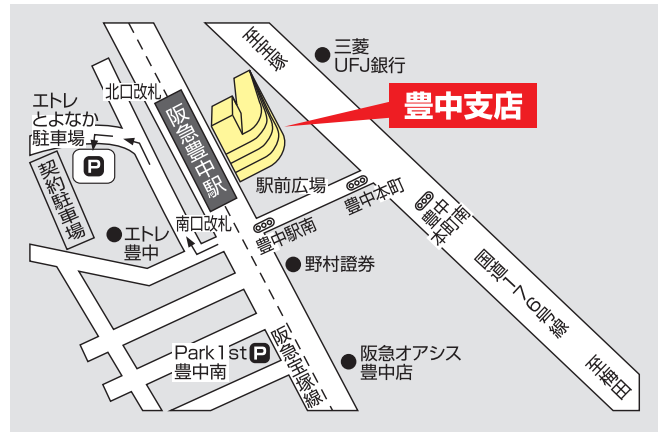 至宝塚
三菱
UFJ銀行
豊中支店
北口改札
エトレ
とよなか
駐車場
P
契約駐車場
阪急豊中駅
駅前広場
豊中本町
豊中
本町南
南口改札
豊中駅南
エトレ
豊中
野村證券
国道176号線
Park1st P
豊中南
阪急宝塚線
阪急オアシス
豊中店
至梅田